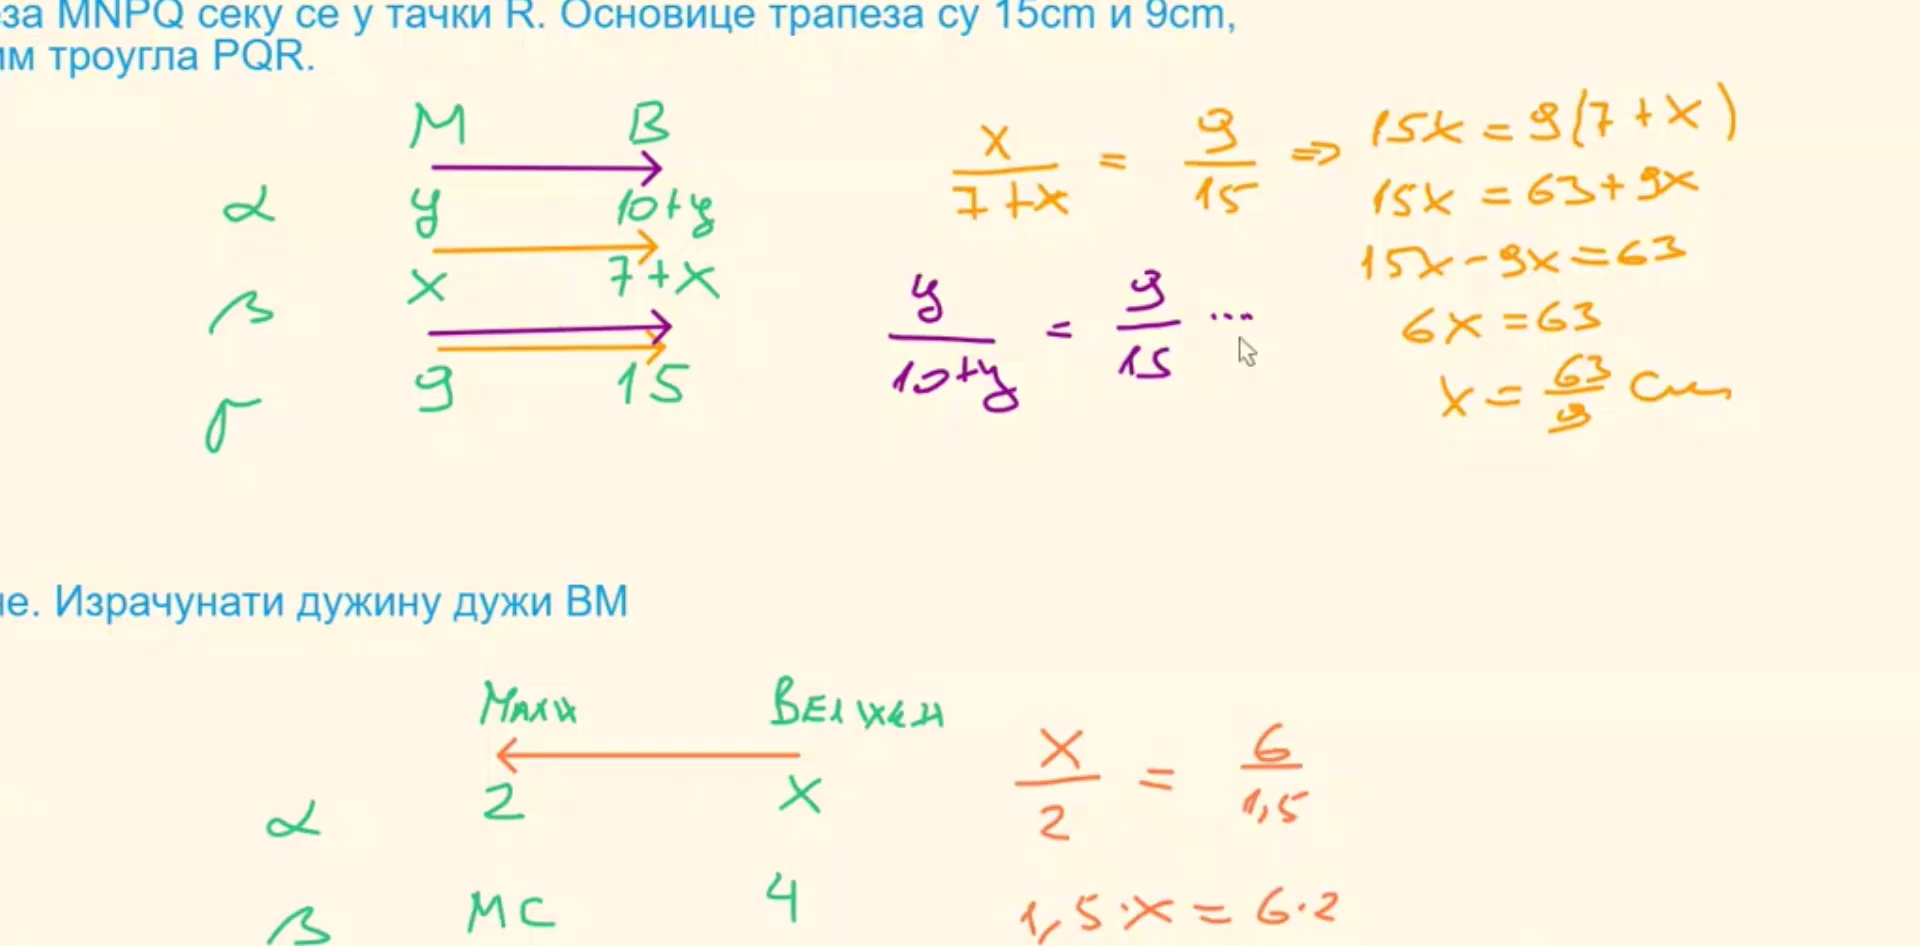 за MNPQ секу се у тачки R. Основице трапеза су 15cm и 9cm,
им троугла PQR.
M B
α y 10+y
β x 7+x
γ 9 15
x/(7+x) = 9/15 ⇒ 15x = 9(7+x)
15x = 63+9x
15x-9x=63
6x=63
x = 63/9 cm
y/(10+y) = 9/15 ...
не. Израчунати дужину дужи BM
Мали
α 2 x
β MC 4
x/2 = 6/1,5
1,5·x = 6·2